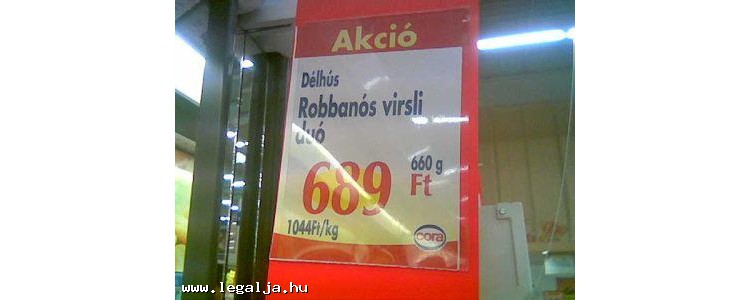 Akció
Délhús
Robbanós virsli
duó
660 g
689 Ft
1044Ft/kg
cora
www.legalja.hu